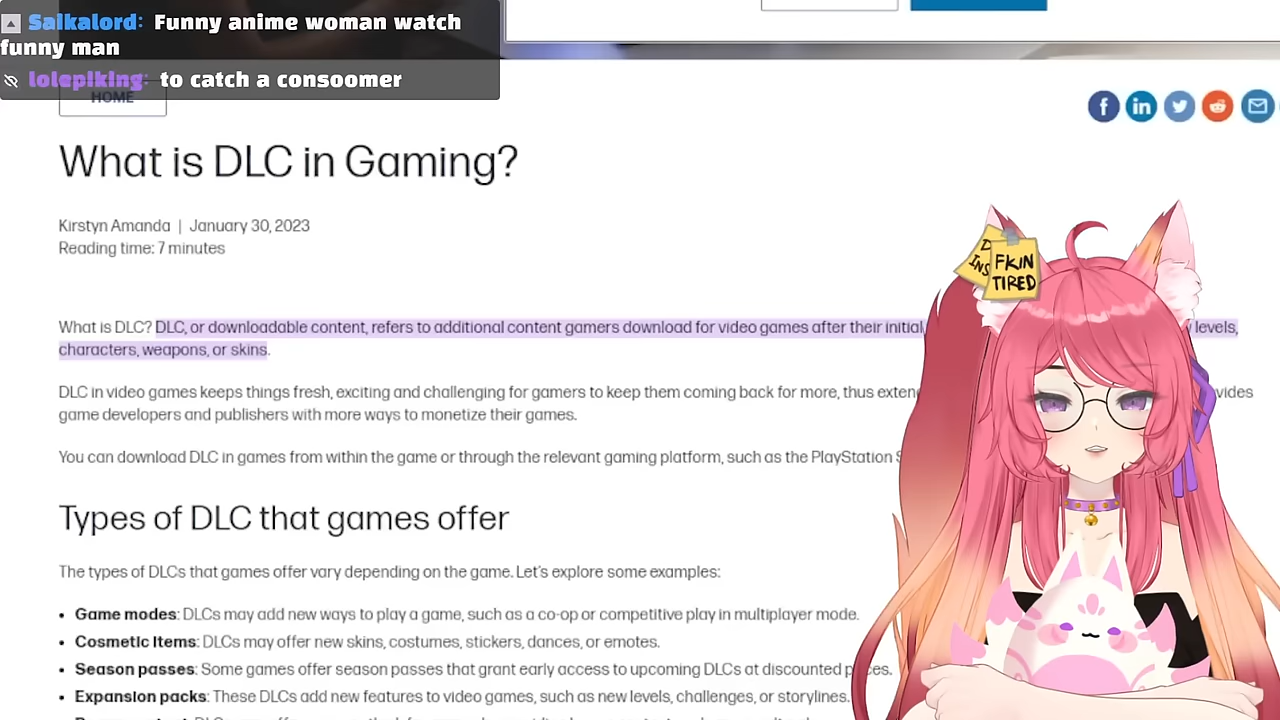 Saikalord: Funny anime woman watch
funny man
lolepiking: to catch a consoomer
HOME
What is DLC in Gaming?
Kirstyn Amanda | January 30, 2023
Reading time: 7 minutes
What is DLC? DLC, or downloadable content, refers to additional content gamers download for video games after their initial levels,
characters, weapons, or skins.
DLC in video games keeps things fresh, exciting and challenging for gamers to keep them coming back for more, thus
game developers and publishers with more ways to monetize their games.
You can download DLC in games from within the game or through the relevant gaming platform, such as the PlayStation
Types of DLC that games offer
The types of DLCs that games offer vary depending on the game. Let's explore some examples:
• Game modes: DLCs may add new ways to play a game, such as a co-op or competitive play in multiplayer mode.
• Cosmetic Items: DLCs may offer new skins, costumes, stickers, dances, or emotes.
• Season passes: Some games offer season passes that grant early access to upcoming DLCs at discounted
• Expansion packs: These DLCs add new features to video games, such as new levels, challenges, or storylines.
FKIN
TIRED